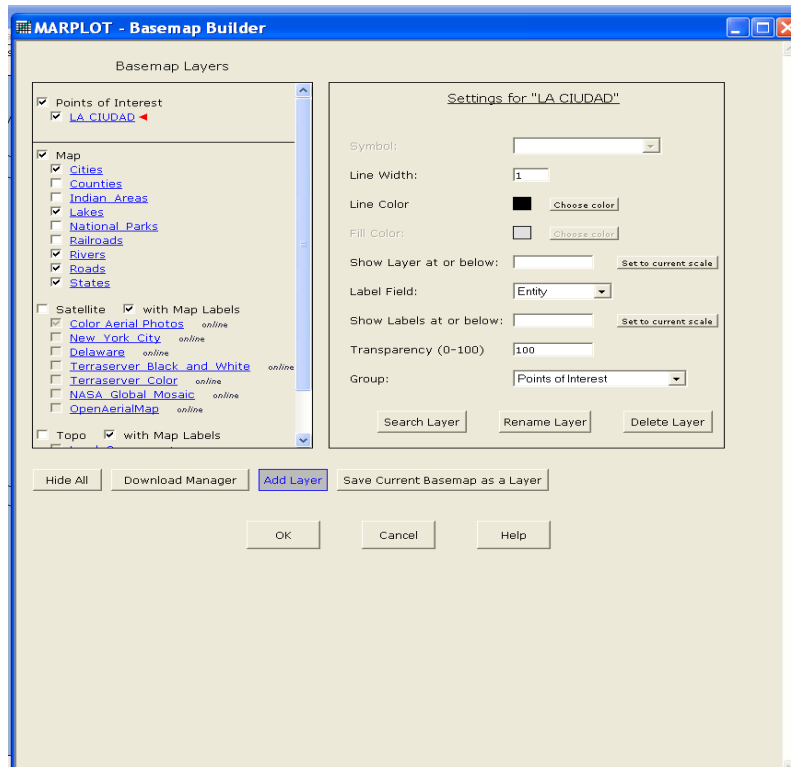 MARPLOT - Basemap Builder
Basemap Layers
Points of Interest
LA CIUDAD
Map
Cities
Counties
Indian Areas
Lakes
National Parks
Railroads
Rivers
Roads
States
Satellite with Map Labels
Color Aerial Photos online
New York City online
Delaware online
Terraserver Black and White online
Terraserver Color online
NASA Global Mosaic online
OpenAerialMap online
Topo with Map Labels
Settings for "LA CIUDAD"
Symbol:
Line Width: 1
Line Color Choose color
Fill Color: Choose color
Show Layer at or below: Set to current scale
Label Field: Entity
Show Labels at or below: Set to current scale
Transparency (0-100) 100
Group: Points of Interest
Search Layer Rename Layer Delete Layer
Hide All Download Manager Add Layer Save Current Basemap as a Layer
OK Cancel Help